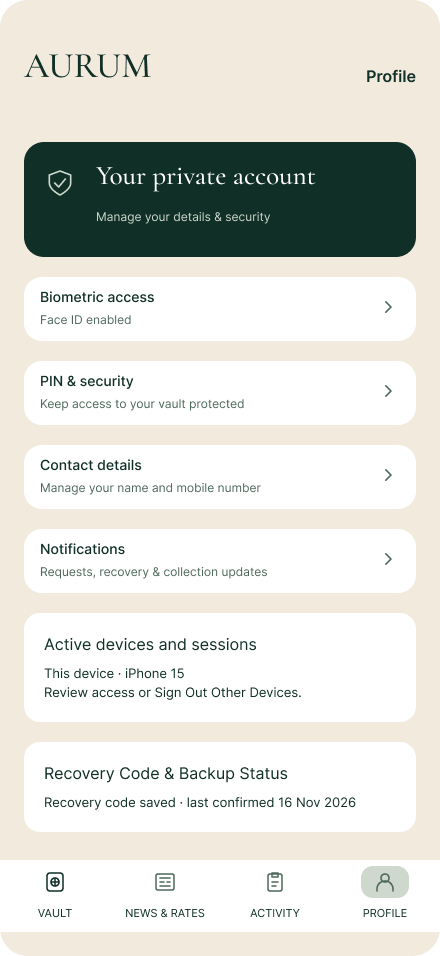 AURUM
Profile
Your private account
Manage your details & security
Biometric access
Face ID enabled
PIN & security
Keep access to your vault protected
Contact details
Manage your name and mobile number
Notifications
Requests, recovery & collection updates
Active devices and sessions
This device · iPhone 15
Review access or Sign Out Other Devices.
Recovery Code & Backup Status
Recovery code saved · last confirmed 16 Nov 2026
VAULT
NEWS & RATES
ACTIVITY
PROFILE